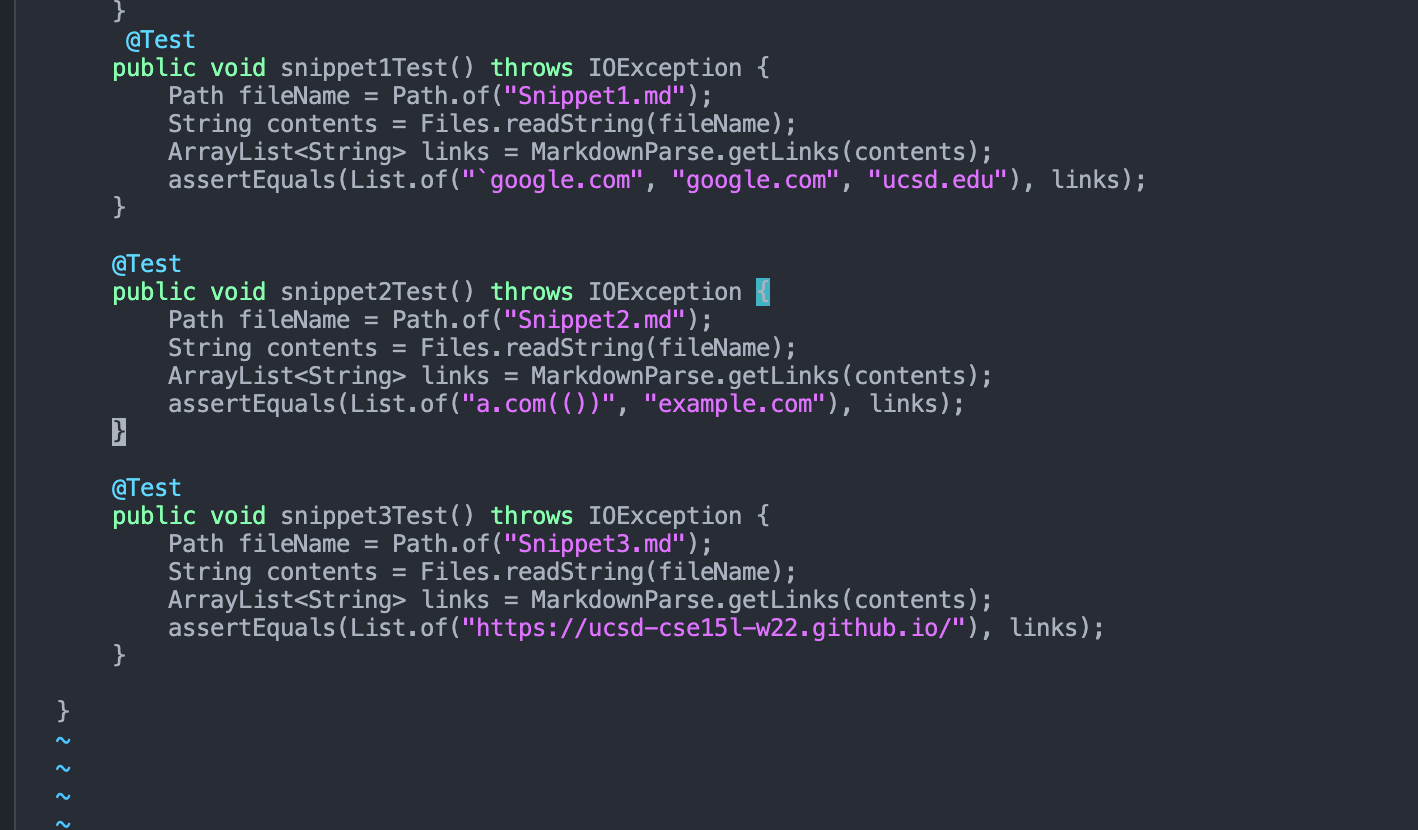 }
     @Test
    public void snippet1Test() throws IOException {
        Path fileName = Path.of("Snippet1.md");
        String contents = Files.readString(fileName);
        ArrayList<String> links = MarkdownParse.getLinks(contents);
        assertEquals(List.of("`google.com", "google.com", "ucsd.edu"), links);
    }

    @Test
    public void snippet2Test() throws IOException {
        Path fileName = Path.of("Snippet2.md");
        String contents = Files.readString(fileName);
        ArrayList<String> links = MarkdownParse.getLinks(contents);
        assertEquals(List.of("a.com(())", "example.com"), links);
    }

    @Test
    public void snippet3Test() throws IOException {
        Path fileName = Path.of("Snippet3.md");
        String contents = Files.readString(fileName);
        ArrayList<String> links = MarkdownParse.getLinks(contents);
        assertEquals(List.of("https://ucsd-cse15l-w22.github.io/"), links);
    }

}
~
~
~
~